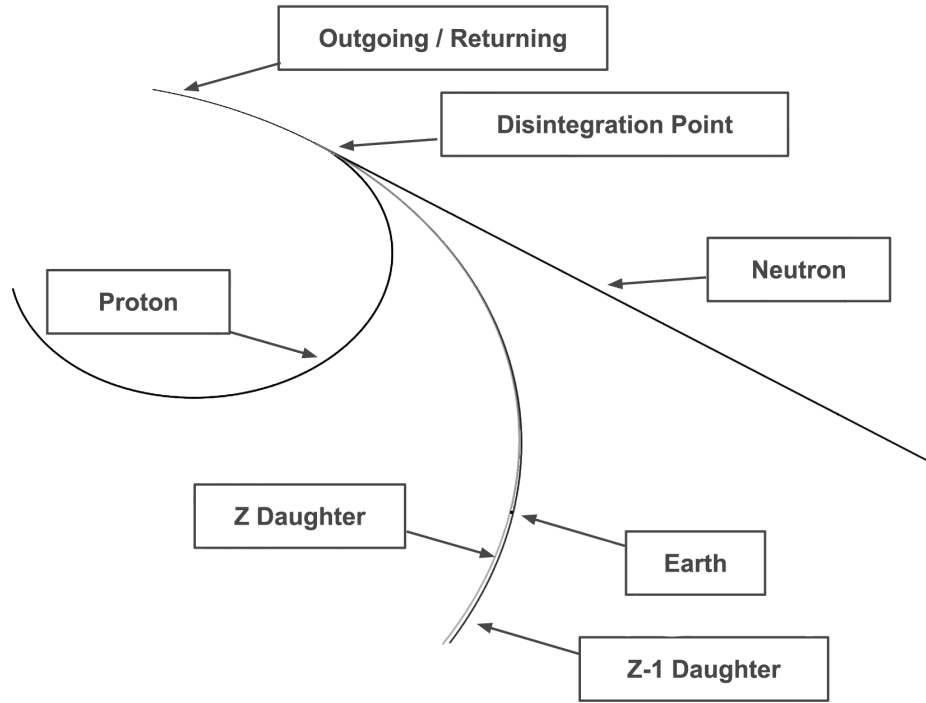 Outgoing / Returning
Disintegration Point
Neutron
Proton
Z Daughter
Earth
Z-1 Daughter